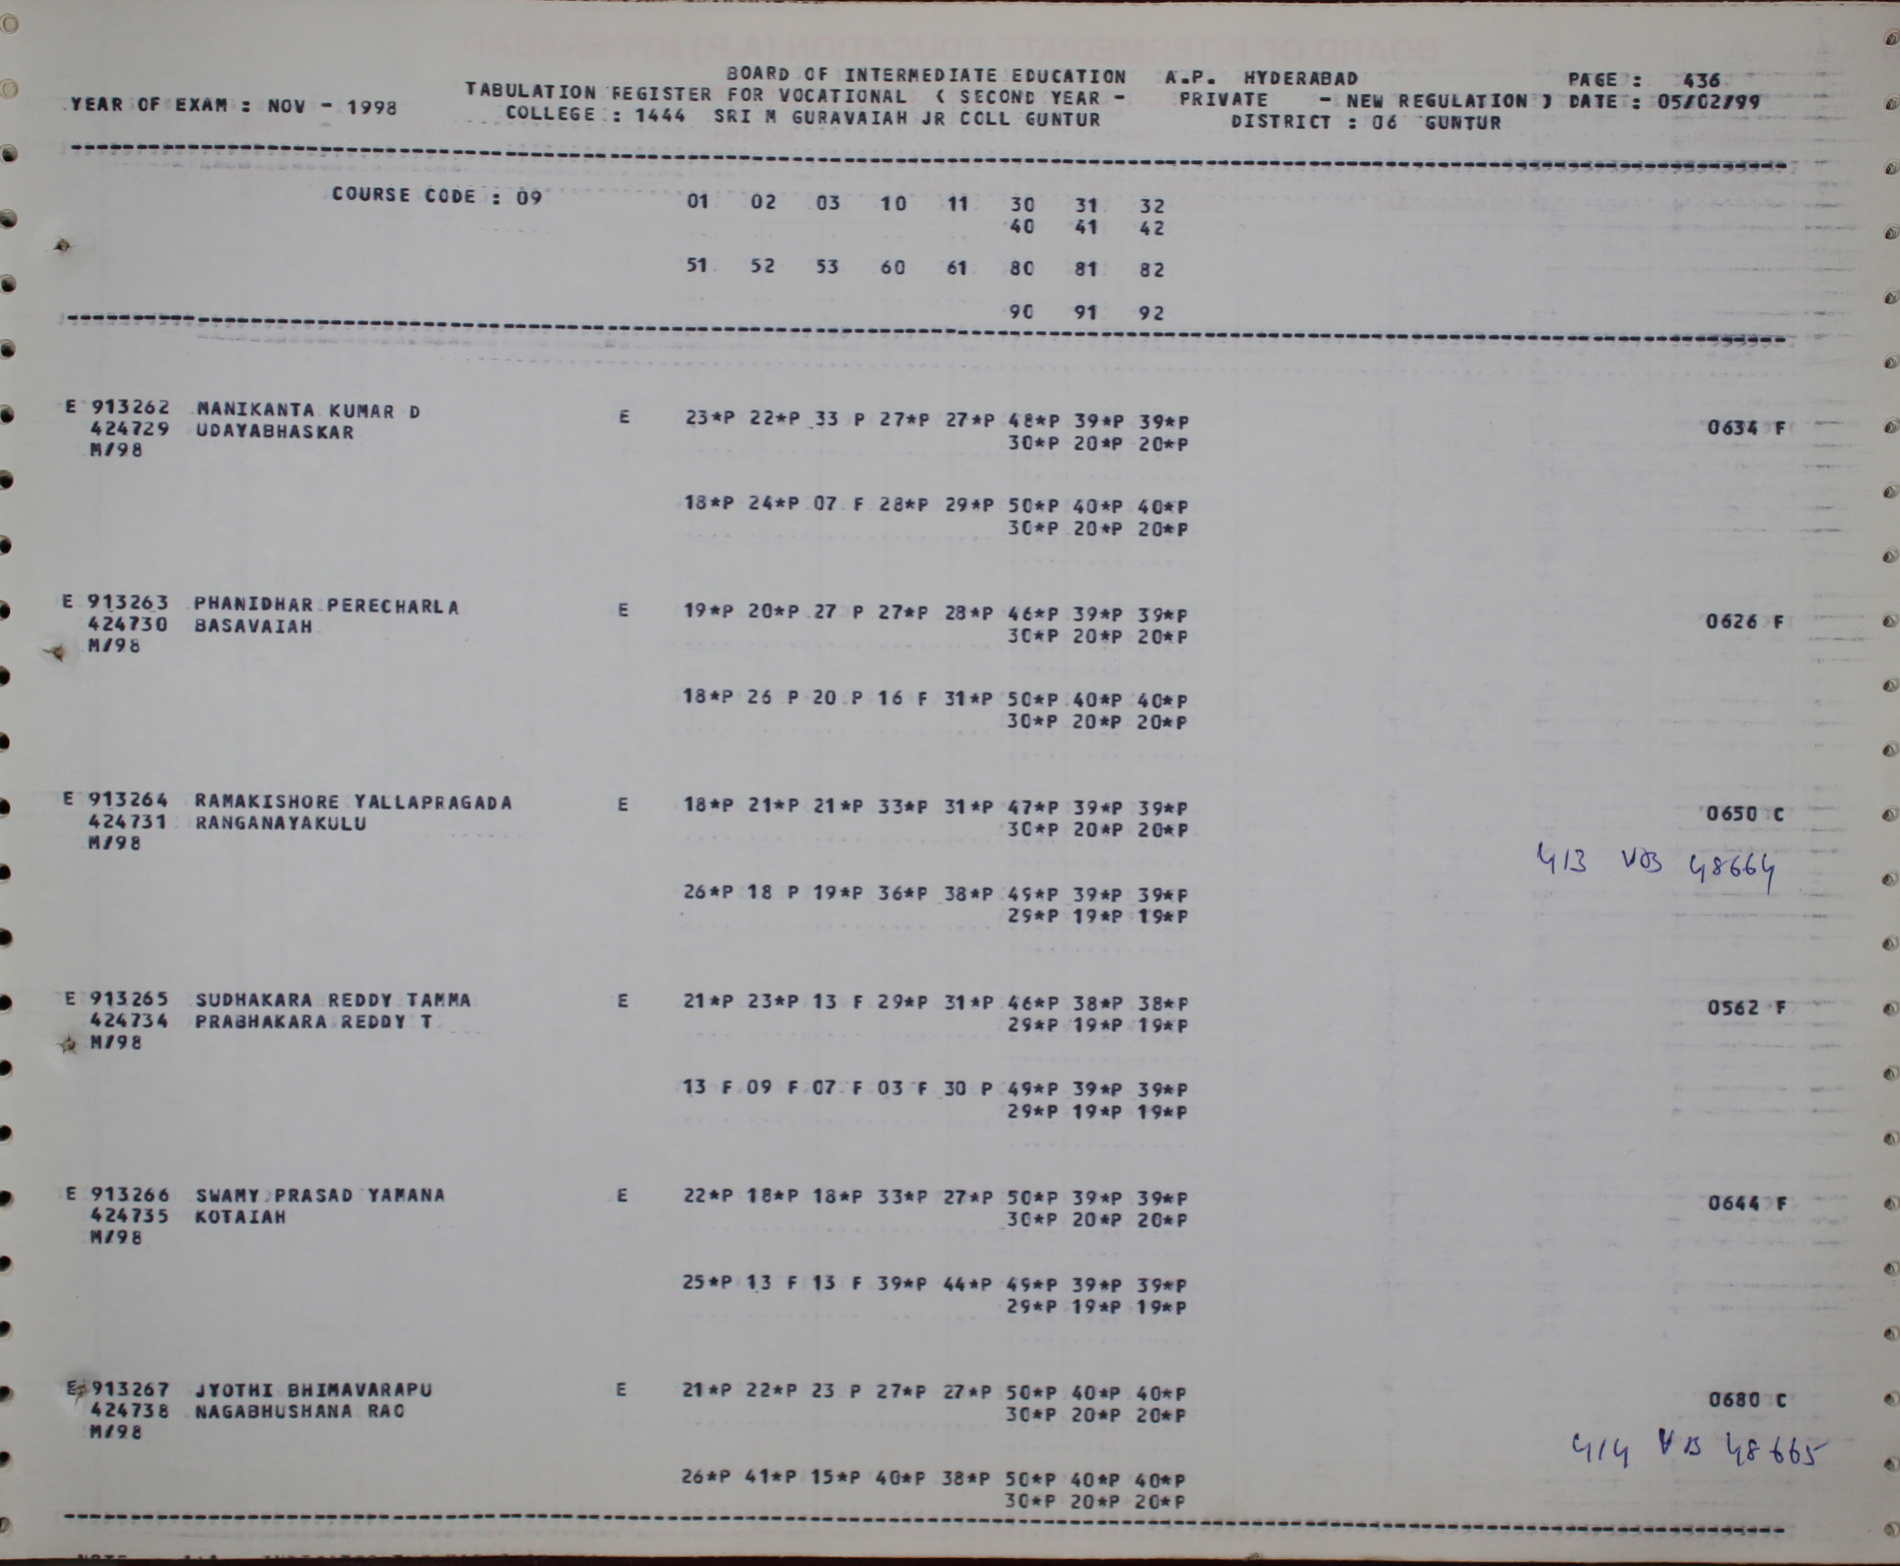 BOARD OF INTERMEDIATE EDUCATION A.P. HYDERABAD PAGE : 436
YEAR OF EXAM : NOV - 1998 TABULATION REGISTER FOR VOCATIONAL ( SECOND YEAR - PRIVATE - NEW REGULATION ) DATE : 05/02/99
COLLEGE : 1444 SRI M GURAVAIAH JR COLL GUNTUR DISTRICT : 06 GUNTUR
COURSE CODE : 09 01 02 03 10 11 30 31 32
40 41 42
51 52 53 60 61 80 81 82
90 91 92
E 913262 MANIKANTA KUMAR D E 23*P 22*P 33 P 27*P 27*P 48*P 39*P 39*P 0634 F
424729 UDAYABHASKAR 30*P 20*P 20*P
M/98
18*P 24*P 07 F 28*P 29*P 50*P 40*P 40*P
30*P 20*P 20*P
E 913263 PHANIDHAR PERECHARLA E 19*P 20*P 27 P 27*P 28*P 46*P 39*P 39*P 0626 F
424730 BASAVAIAH 30*P 20*P 20*P
M/98
18*P 26 P 20 P 16 F 31*P 50*P 40*P 40*P
30*P 20*P 20*P
E 913264 RAMAKISHORE YALLAPRAGADA E 18*P 21*P 21*P 33*P 31*P 47*P 39*P 39*P 0650 C
424731 RANGANAYAKULU 30*P 20*P 20*P
M/98 413 VB 48664
26*P 18 P 19*P 36*P 38*P 49*P 39*P 39*P
29*P 19*P 19*P
E 913265 SUDHAKARA REDDY TAMMA E 21*P 23*P 13 F 29*P 31*P 46*P 38*P 38*P 0562 F
424734 PRABHAKARA REDDY T 29*P 19*P 19*P
M/98
13 F 09 F 07 F 03 F 30 P 49*P 39*P 39*P
29*P 19*P 19*P
E 913266 SWAMY PRASAD YAMANA E 22*P 18*P 18*P 33*P 27*P 50*P 39*P 39*P 0644 F
424735 KOTAIAH 30*P 20*P 20*P
M/98
25*P 13 F 13 F 39*P 44*P 49*P 39*P 39*P
29*P 19*P 19*P
E 913267 JYOTHI BHIMAVARAPU E 21*P 22*P 23 P 27*P 27*P 50*P 40*P 40*P 0680 C
424738 NAGABHUSHANA RAO 30*P 20*P 20*P
M/98 414 VB 48665
26*P 41*P 15*P 40*P 38*P 50*P 40*P 40*P
30*P 20*P 20*P